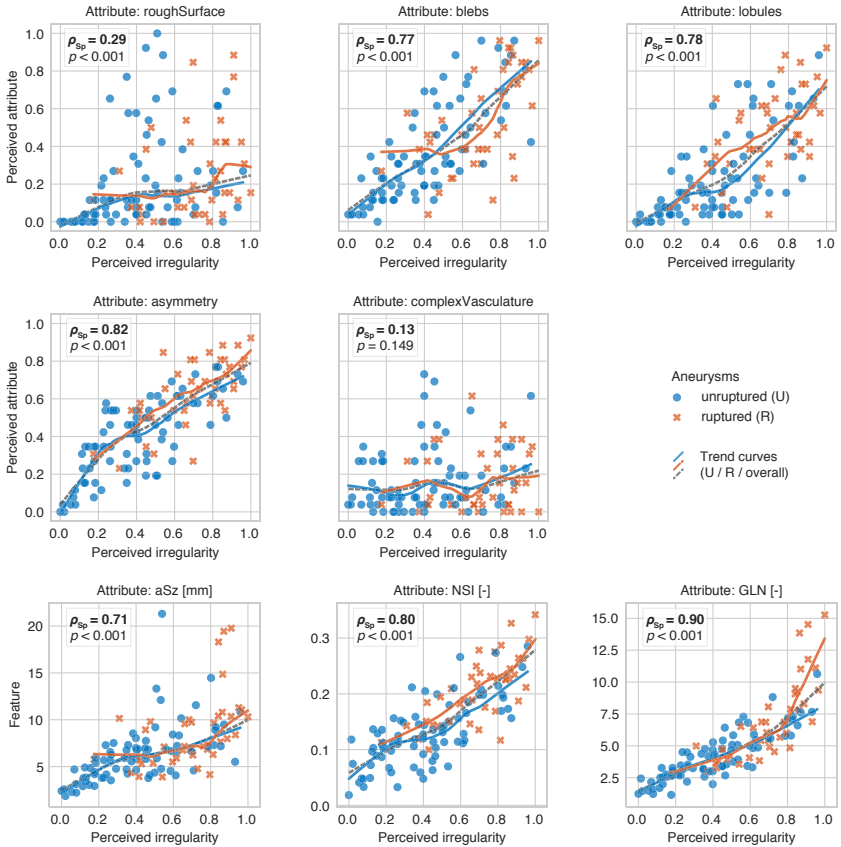 Attribute: roughSurface
ρSp = 0.29
p < 0.001
1.0
0.8
0.6
0.4
0.2
0.0
Perceived attribute
0.0 0.2 0.4 0.6 0.8 1.0
Perceived irregularity
Attribute: blebs
ρSp = 0.77
p < 0.001
0.0 0.2 0.4 0.6 0.8 1.0
Perceived irregularity
Attribute: lobules
ρSp = 0.78
p < 0.001
0.0 0.2 0.4 0.6 0.8 1.0
Perceived irregularity
Attribute: asymmetry
ρSp = 0.82
p < 0.001
1.0
0.8
0.6
0.4
0.2
0.0
Perceived attribute
0.0 0.2 0.4 0.6 0.8 1.0
Perceived irregularity
Attribute: complexVasculature
ρSp = 0.13
p = 0.149
0.0 0.2 0.4 0.6 0.8 1.0
Perceived irregularity
Aneurysms
unruptured (U)
ruptured (R)
Trend curves
(U / R / overall)
Attribute: aSz [mm]
ρSp = 0.71
p < 0.001
20
15
10
5
Feature
0.0 0.2 0.4 0.6 0.8 1.0
Perceived irregularity
Attribute: NSI [-]
ρSp = 0.80
p < 0.001
0.3
0.2
0.1
0.0
0.0 0.2 0.4 0.6 0.8 1.0
Perceived irregularity
Attribute: GLN [-]
ρSp = 0.90
p < 0.001
15.0
12.5
10.0
7.5
5.0
2.5
0.0 0.2 0.4 0.6 0.8 1.0
Perceived irregularity